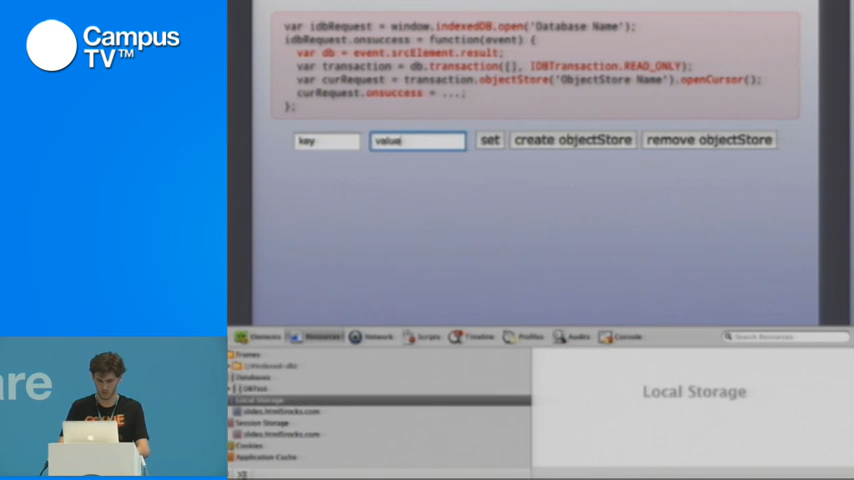 Campus
TV™
var idbRequest = window.indexedDB.open('Database Name');
idbRequest.onsuccess = function(event) {
var db = event.srcElement.result;
var transaction = db.transaction([], IDBTransaction.READ_ONLY);
var curRequest = transaction.objectStore('ObjectStore Name').openCursor();
curRequest.onsuccess = ...;
};
key value set create objectStore remove objectStore
Elements Resources Network Scripts Timeline Profiles Audits Console Search Resources
Frames
Databases
Local Storage
slides.html5rocks.com
Session Storage
slides.html5rocks.com
Cookies
Application Cache
Local Storage
are